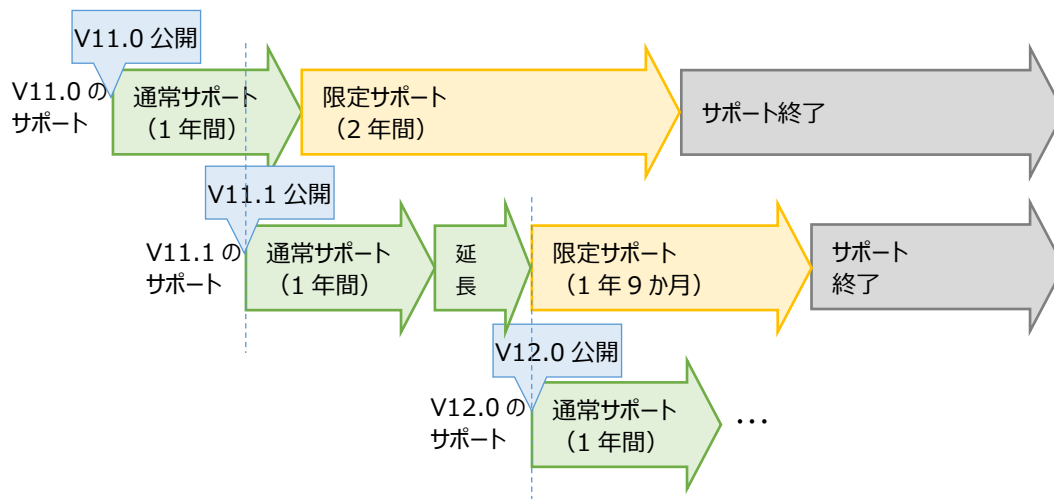 V11.0 公開
V11.0 の
サポート
通常サポート
（1 年間）
限定サポート
（2 年間）
サポート終了
V11.1 公開
V11.1 の
サポート
通常サポート
（1 年間）
延
長
限定サポート
（1 年 9 か月）
サポート
終了
V12.0 公開
V12.0 の
サポート
通常サポート
（1 年間）
…